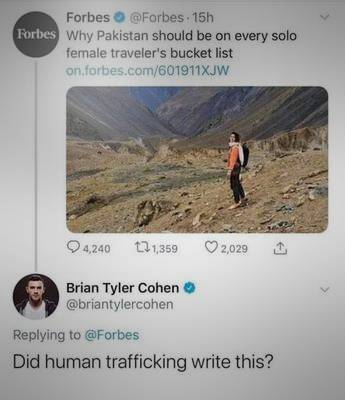 Forbes @Forbes · 15h
Forbes
Why Pakistan should be on every solo
female traveler's bucket list
on.forbes.com/601911XJW
4,240 1,359 2,029
Brian Tyler Cohen
@briantylercohen
Replying to @Forbes
Did human trafficking write this?